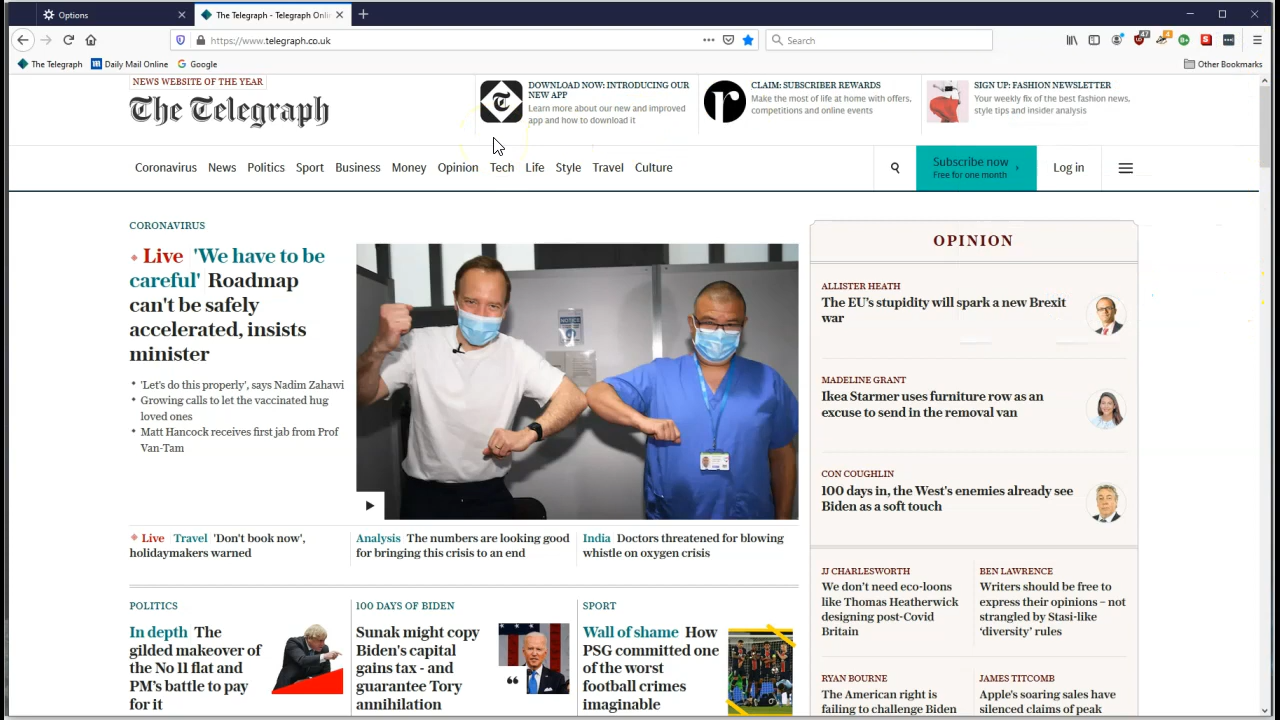 Options
The Telegraph - Telegraph Onli
https://www.telegraph.co.uk
Search
47
4
The Telegraph
Daily Mail Online
Google
Other Bookmarks
NEWS WEBSITE OF THE YEAR
The Telegraph
DOWNLOAD NOW: INTRODUCING OUR
NEW APP
Learn more about our new and improved
app and how to download it
CLAIM: SUBSCRIBER REWARDS
Make the most of life at home with offers,
competitions and online events
SIGN UP: FASHION NEWSLETTER
Your weekly fix of the best fashion news,
style tips and insider analysis
Coronavirus News Politics Sport Business Money Opinion Tech Life Style Travel Culture
Subscribe now
Free for one month
Log in
CORONAVIRUS
Live 'We have to be
careful' Roadmap
can't be safely
accelerated, insists
minister
'Let's do this properly', says Nadim Zahawi
Growing calls to let the vaccinated hug
loved ones
Matt Hancock receives first jab from Prof
Van-Tam
NOTICE
Live Travel 'Don't book now',
holidaymakers warned
Analysis The numbers are looking good
for bringing this crisis to an end
India Doctors threatened for blowing
whistle on oxygen crisis
POLITICS
In depth The
gilded makeover of
the No 11 flat and
PM's battle to pay
for it
100 DAYS OF BIDEN
Sunak might copy
Biden's capital
gains tax - and
guarantee Tory
annihilation
SPORT
Wall of shame How
PSG committed one
of the worst
football crimes
imaginable
OPINION
ALLISTER HEATH
The EU's stupidity will spark a new Brexit
war
MADELINE GRANT
Ikea Starmer uses furniture row as an
excuse to send in the removal van
CON COUGHLIN
100 days in, the West's enemies already see
Biden as a soft touch
JJ CHARLESWORTH
We don't need eco-loons
like Thomas Heatherwick
designing post-Covid
Britain
BEN LAWRENCE
Writers should be free to
express their opinions – not
strangled by Stasi-like
'diversity' rules
RYAN BOURNE
The American right is
failing to challenge Biden
JAMES TITCOMB
Apple's soaring sales have
silenced claims of peak